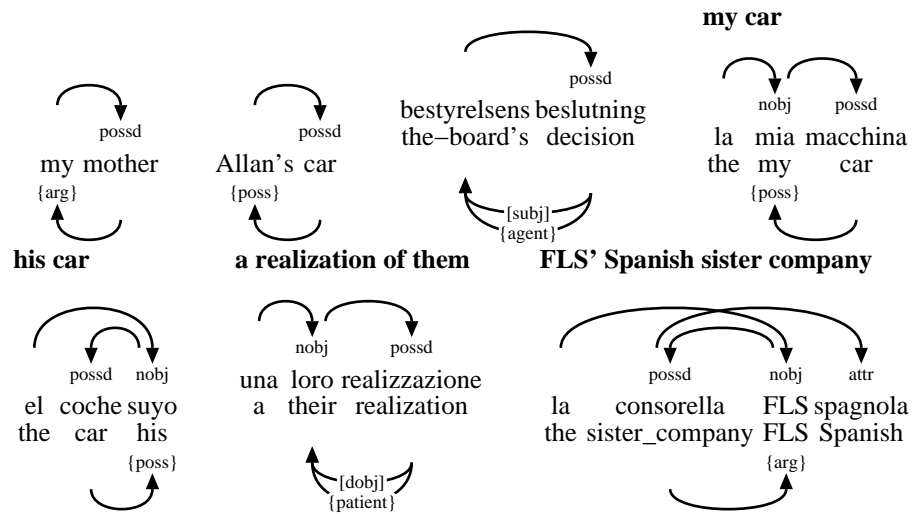 my car
possd
my mother
{arg}
possd
Allan's car
{poss}
possd
bestyrelsens beslutning
the−board's decision
[subj]
{agent}
nobj possd
la mia macchina
the my car
{poss}
his car
a realization of them
FLS' Spanish sister company
possd nobj
el coche suyo
the car his
{poss}
nobj possd
una loro realizzazione
a their realization
[dobj]
{patient}
possd nobj attr
la consorella FLS spagnola
the sister_company FLS Spanish
{arg}